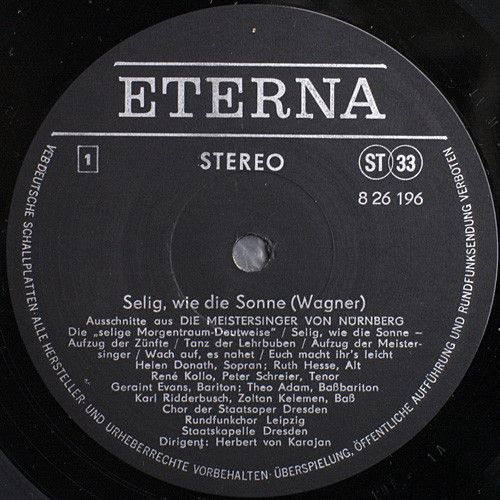 ETERNA
1
STEREO
ST 33
8 26 196
Selig, wie die Sonne (Wagner)
Ausschnitte aus DIE MEISTERSINGER VON NÜRNBERG
Die „selige Morgentraum-Deutweise" / Selig, wie die Sonne –
Aufzug der Zünfte / Tanz der Lehrbuben / Aufzug der Meister-
singer / Wach auf, es nahet / Euch macht ihr's leicht
Helen Donath, Sopran; Ruth Hesse, Alt
René Kollo, Peter Schreier, Tenor
Geraint Evans, Bariton; Theo Adam, Baßbariton
Karl Ridderbusch, Zoltan Kelemen, Baß
Chor der Staatsoper Dresden
Rundfunkchor Leipzig
Staatskapelle Dresden
Dirigent: Herbert von Karajan
VEB DEUTSCHE SCHALLPLATTEN ALLE HERSTELLER- UND URHEBERRECHTE VORBEHALTEN · ÜBERSPIELUNG, ÖFFENTLICHE AUFFÜHRUNG UND RUNDFUNKSENDUNG VERBOTEN